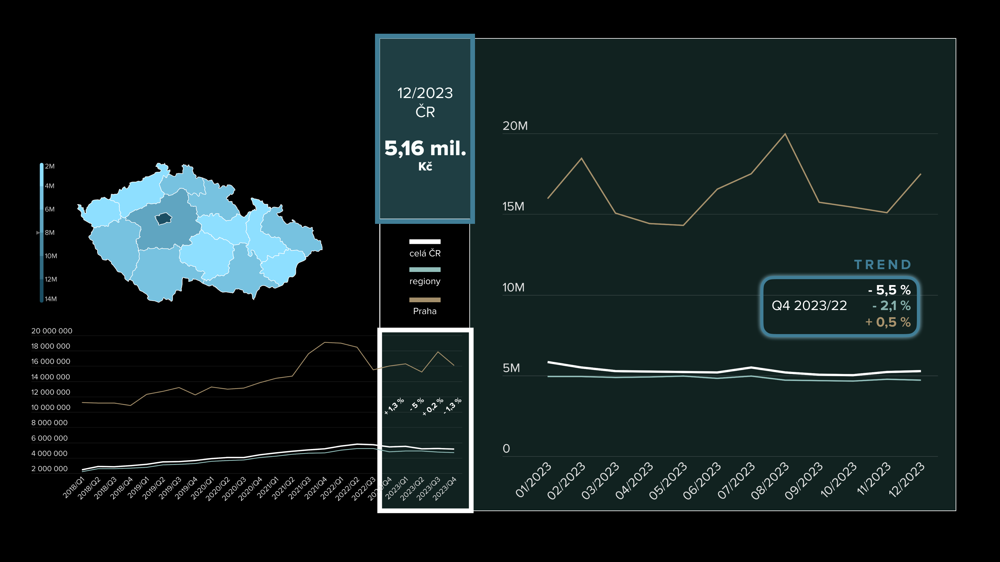 12/2023
ČR
5,16 mil.
Kč
2M
4M
6M
8M
10M
12M
14M
celá ČR
regiony
Praha
20 000 000
18 000 000
16 000 000
14 000 000
12 000 000
10 000 000
8 000 000
6 000 000
4 000 000
2 000 000
+ 1,3 %
- 5 %
+ 0,2 %
- 1,3 %
2018/Q1
2018/Q2
2018/Q3
2018/Q4
2019/Q1
2019/Q2
2019/Q3
2019/Q4
2020/Q1
2020/Q2
2020/Q3
2020/Q4
2021/Q1
2021/Q2
2021/Q3
2021/Q4
2022/Q1
2022/Q2
2022/Q3
2022/Q4
2023/Q1
2023/Q2
2023/Q3
2023/Q4
20M
15M
10M
5M
0
TREND
- 5,5 %
Q4 2023/22 - 2,1 %
+ 0,5 %
01/2023
02/2023
03/2023
04/2023
05/2023
06/2023
07/2023
08/2023
09/2023
10/2023
11/2023
12/2023